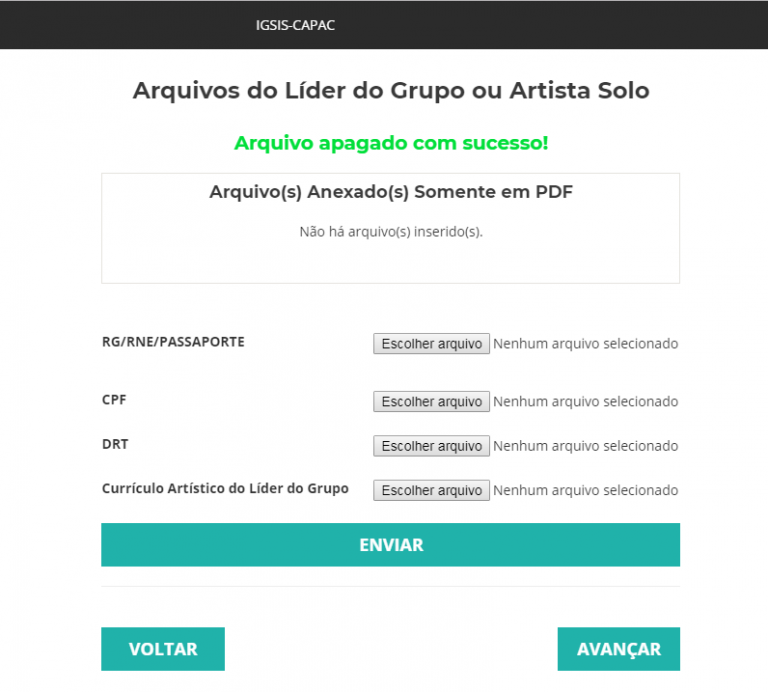 IGSIS-CAPAC
Arquivos do Líder do Grupo ou Artista Solo
Arquivo apagado com sucesso!
Arquivo(s) Anexado(s) Somente em PDF
Não há arquivo(s) inserido(s).
RG/RNE/PASSAPORTE Escolher arquivo Nenhum arquivo selecionado
CPF Escolher arquivo Nenhum arquivo selecionado
DRT Escolher arquivo Nenhum arquivo selecionado
Currículo Artístico do Líder do Grupo Escolher arquivo Nenhum arquivo selecionado
ENVIAR
VOLTAR AVANÇAR